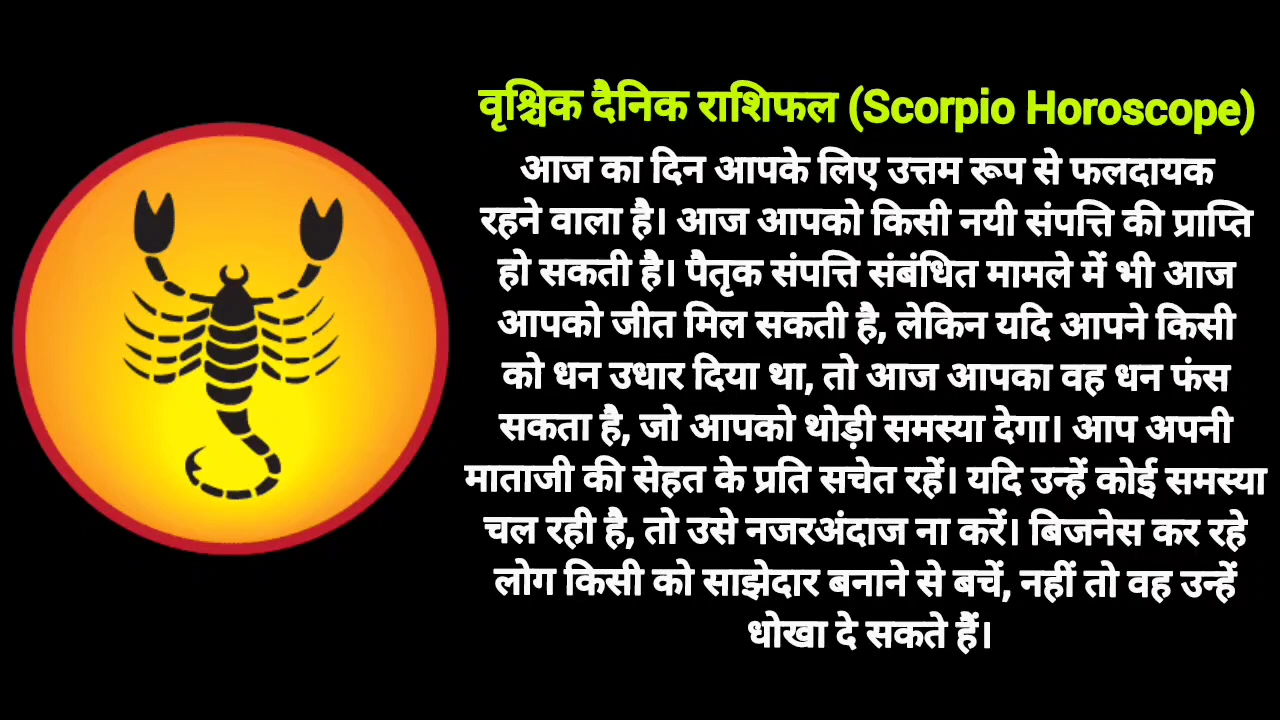 वृश्चिक दैनिक राशिफल (Scorpio Horoscope)
आज का दिन आपके लिए उत्तम रूप से फलदायक
रहने वाला है। आज आपको किसी नयी संपत्ति की प्राप्ति
हो सकती है। पैतृक संपत्ति संबंधित मामले में भी आज
आपको जीत मिल सकती है, लेकिन यदि आपने किसी
को धन उधार दिया था, तो आज आपका वह धन फंस
सकता है, जो आपको थोड़ी समस्या देगा। आप अपनी
माताजी की सेहत के प्रति सचेत रहें। यदि उन्हें कोई समस्या
चल रही है, तो उसे नजरअंदाज ना करें। बिजनेस कर रहे
लोग किसी को साझेदार बनाने से बचें, नहीं तो वह उन्हें
धोखा दे सकते हैं।